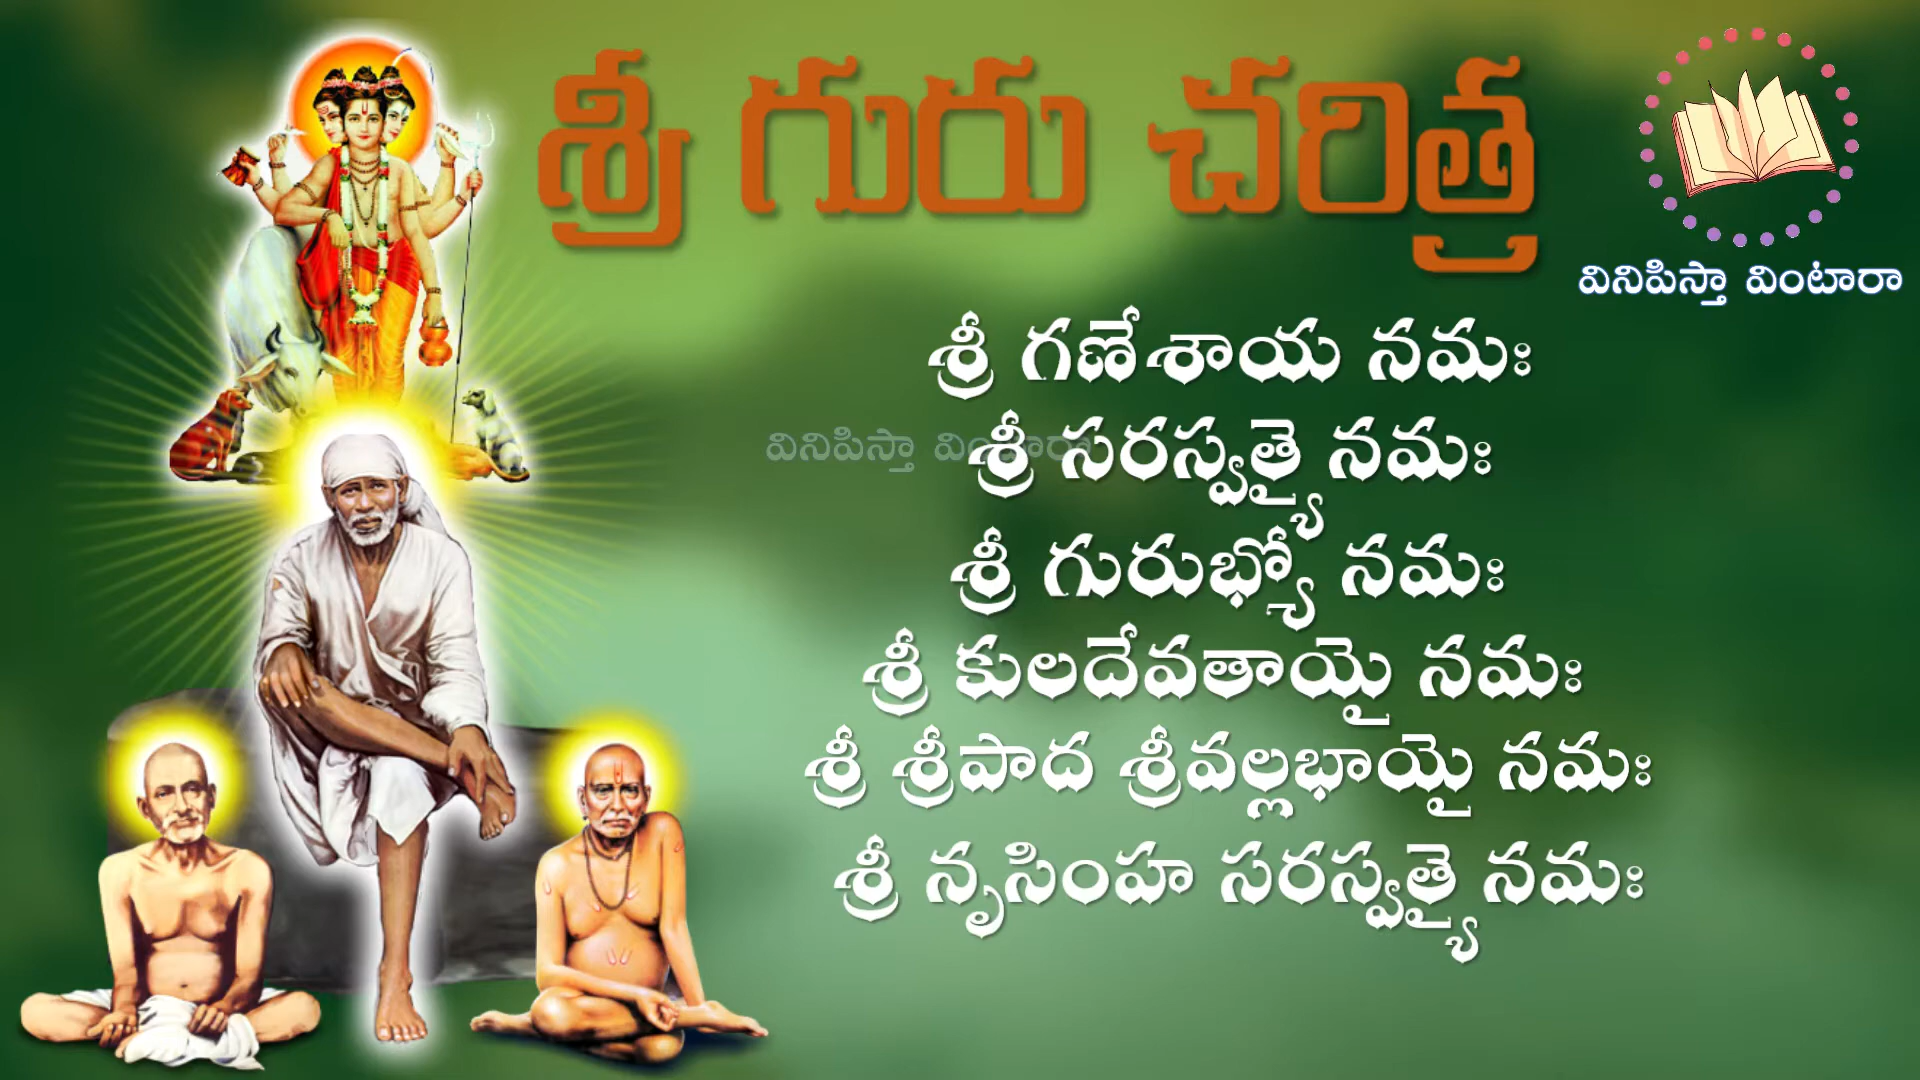 శ్రీ గురు చరిత్ర
వినిపిస్తా వింటారా
శ్రీ గణేశాయ నమః
వినిపిస్తా వింటారా
శ్రీ సరస్వత్యై నమః
శ్రీ గురుభ్యో నమః
శ్రీ కులదేవతాయై నమః
శ్రీ శ్రీపాద శ్రీవల్లభాయై నమః
శ్రీ నృసింహ సరస్వత్యై నమః